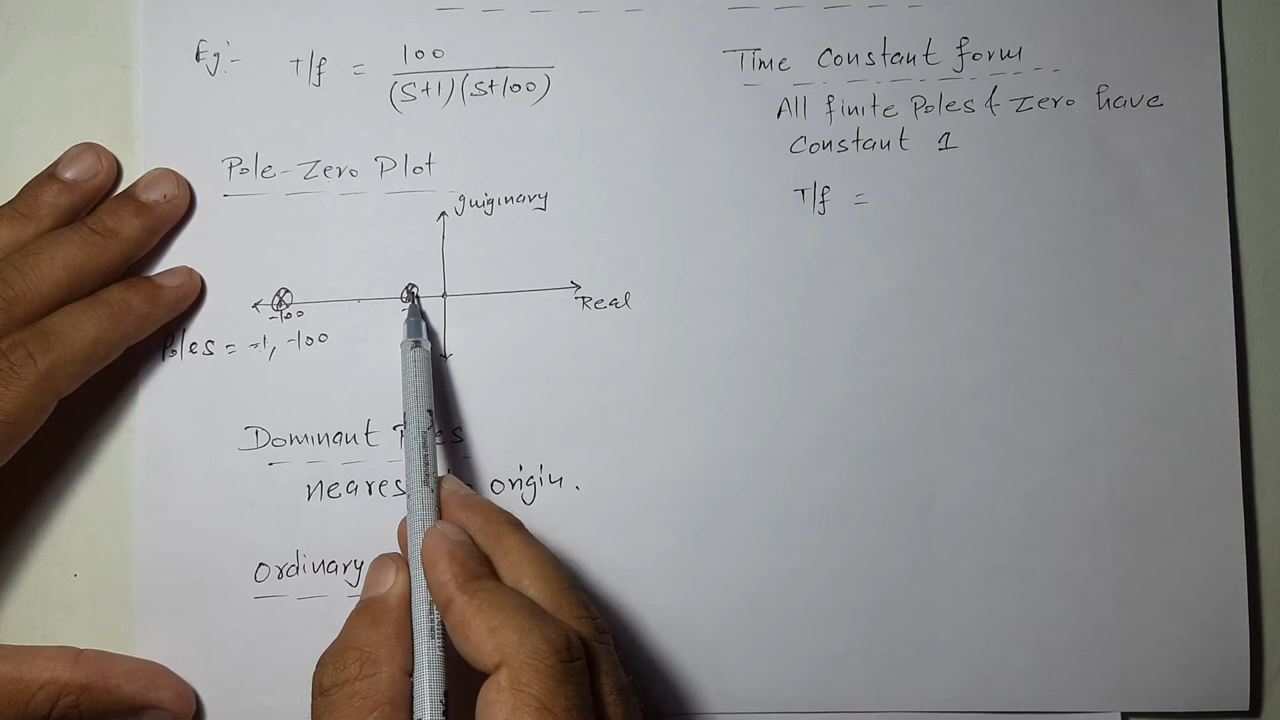 Eg:- T/f = 100
(S+1)(S+100)
Pole-Zero Plot
Real
-100
Poles = -1, -100
Dominant
origin.
ordinary
Time Constant form
All finite Poles & Zero have
Constant 1
T/f =